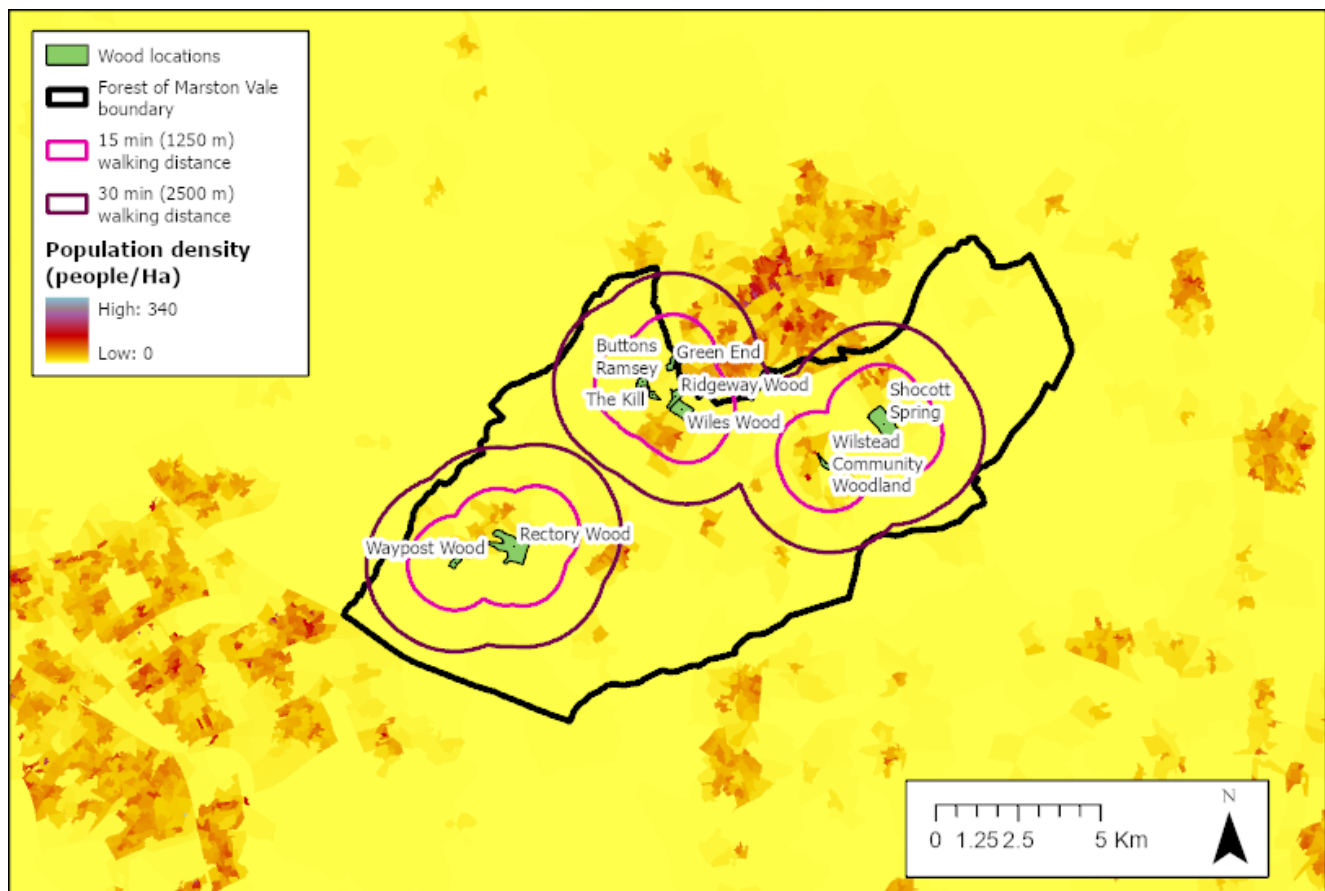 Wood locations
Forest of Marston Vale
boundary
15 min (1250 m)
walking distance
30 min (2500 m)
walking distance
Population density
(people/Ha)
High: 340
Low: 0
Buttons
Ramsey
Green End
The Kill
Ridgeway Wood
Wiles Wood
Shocott
Spring
Wilstead
Community
Woodland
Waypost Wood
Rectory Wood
0 1.25 2.5 5 Km
N